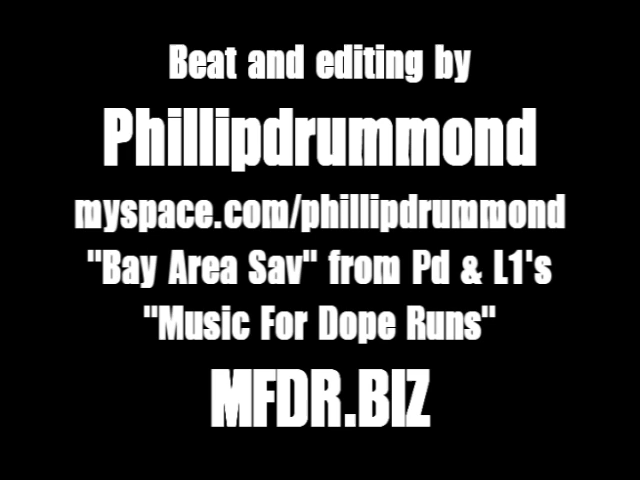 Beat and editing by
Phillipdrummond
myspace.com/phillipdrummond
"Bay Area Sav" from Pd & L1's
"Music For Dope Runs"
MFDR.BIZ